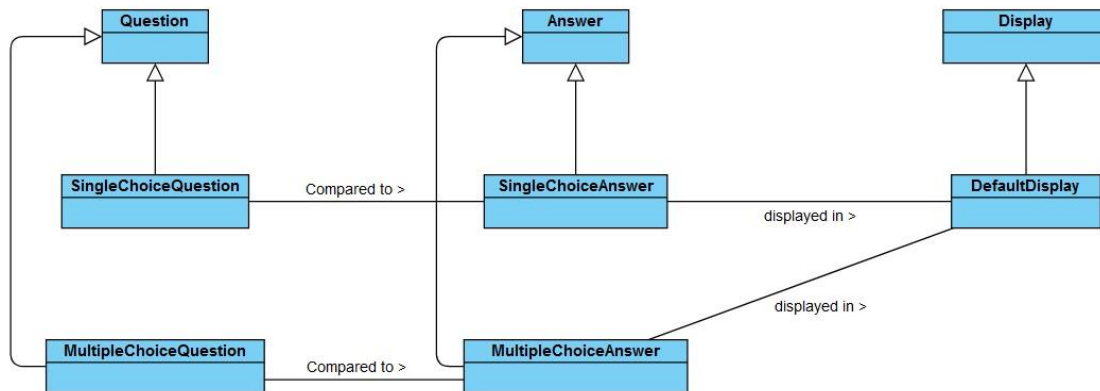 Question
Answer
Display
SingleChoiceQuestion
Compared to >
SingleChoiceAnswer
displayed in >
DefaultDisplay
displayed in >
MultipleChoiceQuestion
Compared to >
MultipleChoiceAnswer